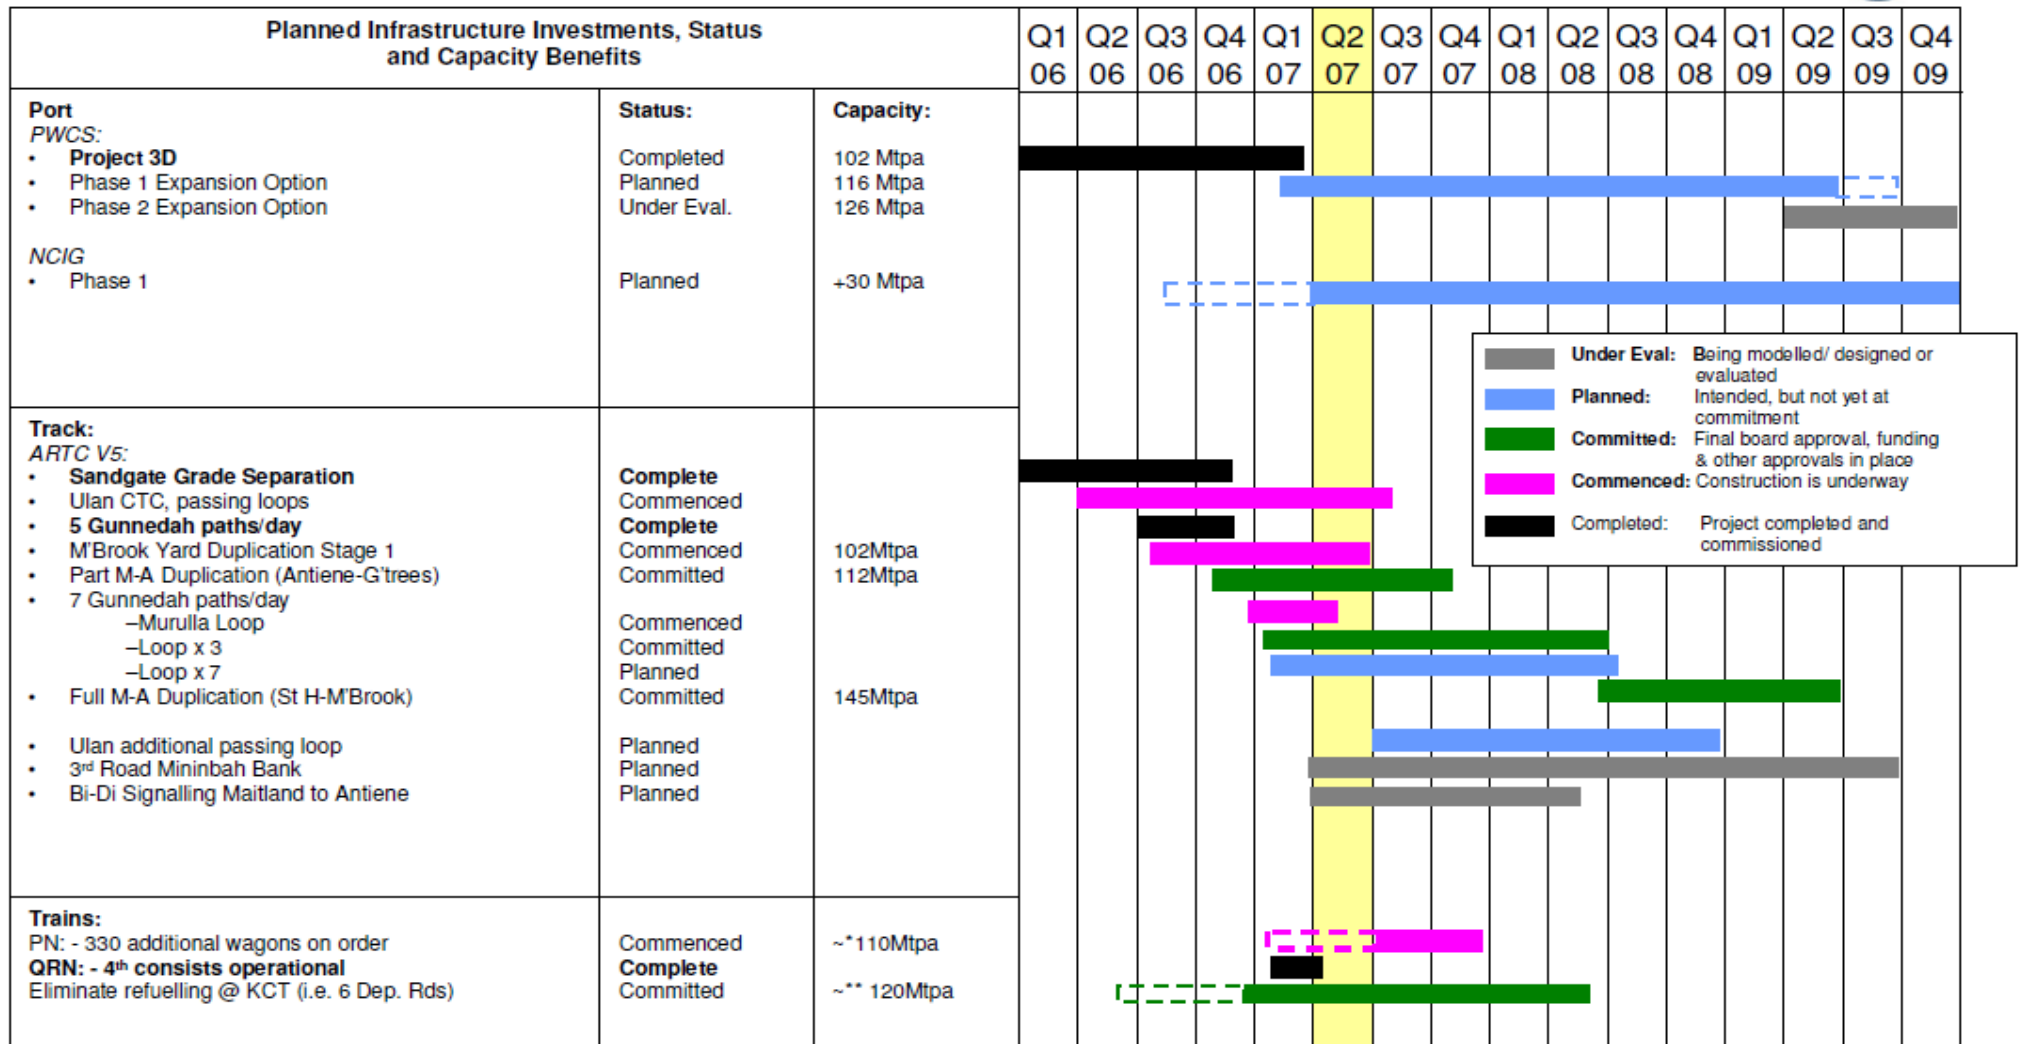 Planned Infrastructure Investments, Status
and Capacity Benefits
Q1 Q2 Q3 Q4 Q1 Q2 Q3 Q4 Q1 Q2 Q3 Q4 Q1 Q2 Q3 Q4
06 06 06 06 07 07 07 07 08 08 08 08 09 09 09 09
Port Status: Capacity:
PWCS:
• Project 3D Completed 102 Mtpa
• Phase 1 Expansion Option Planned 116 Mtpa
• Phase 2 Expansion Option Under Eval. 126 Mtpa
NCIG
• Phase 1 Planned +30 Mtpa
Under Eval: Being modelled/ designed or
evaluated
Planned: Intended, but not yet at
commitment
Committed: Final board approval, funding
& other approvals in place
Commenced: Construction is underway
Completed: Project completed and
commissioned
Track:
ARTC V5:
• Sandgate Grade Separation Complete
• Ulan CTC, passing loops Commenced
• 5 Gunnedah paths/day Complete
• M'Brook Yard Duplication Stage 1 Commenced 102Mtpa
• Part M-A Duplication (Antiene-G'trees) Committed 112Mtpa
• 7 Gunnedah paths/day
–Murulla Loop Commenced
–Loop x 3 Committed
–Loop x 7 Planned
• Full M-A Duplication (St H-M'Brook) Committed 145Mtpa
• Ulan additional passing loop Planned
• 3rd Road Mininbah Bank Planned
• Bi-Di Signalling Maitland to Antiene Planned
Trains:
PN: - 330 additional wagons on order Commenced ~*110Mtpa
QRN: - 4th consists operational Complete
Eliminate refuelling @ KCT (i.e. 6 Dep. Rds) Committed ~** 120Mtpa